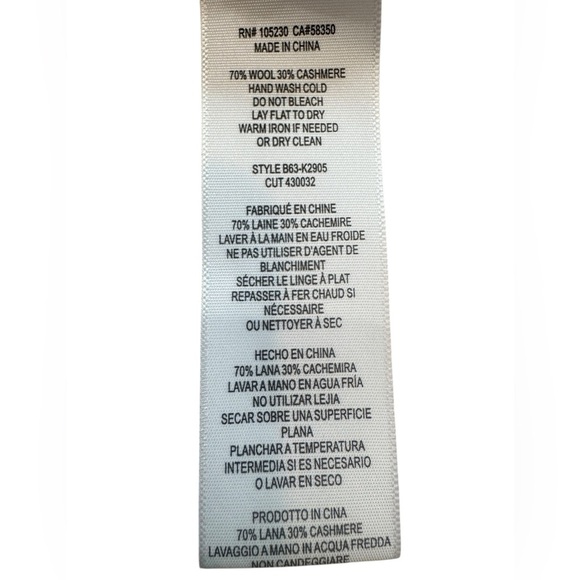 RN# 105230 CA#58350
MADE IN CHINA
70% WOOL 30% CASHMERE
HAND WASH COLD
DO NOT BLEACH
LAY FLAT TO DRY
WARM IRON IF NEEDED
OR DRY CLEAN
STYLE B63-K2905
CUT 430032
FABRIQUÉ EN CHINE
70% LAINE 30% CACHEMIRE
LAVER À LA MAIN EN EAU FROIDE
NE PAS UTILISER D'AGENT DE
BLANCHIMENT
SÉCHER LE LINGE À PLAT
REPASSER À FER CHAUD SI
NÉCESSAIRE
OU NETTOYER À SEC
HECHO EN CHINA
70% LANA 30% CACHEMIRA
LAVAR A MANO EN AGUA FRÍA
NO UTILIZAR LEJIA
SECAR SOBRE UNA SUPERFICIE
PLANA
PLANCHAR A TEMPERATURA
INTERMEDIA SI ES NECESARIO
O LAVAR EN SECO
PRODOTTO IN CINA
70% LANA 30% CASHMERE
LAVAGGIO A MANO IN ACQUA FREDDA
NON CANDEGGIARE